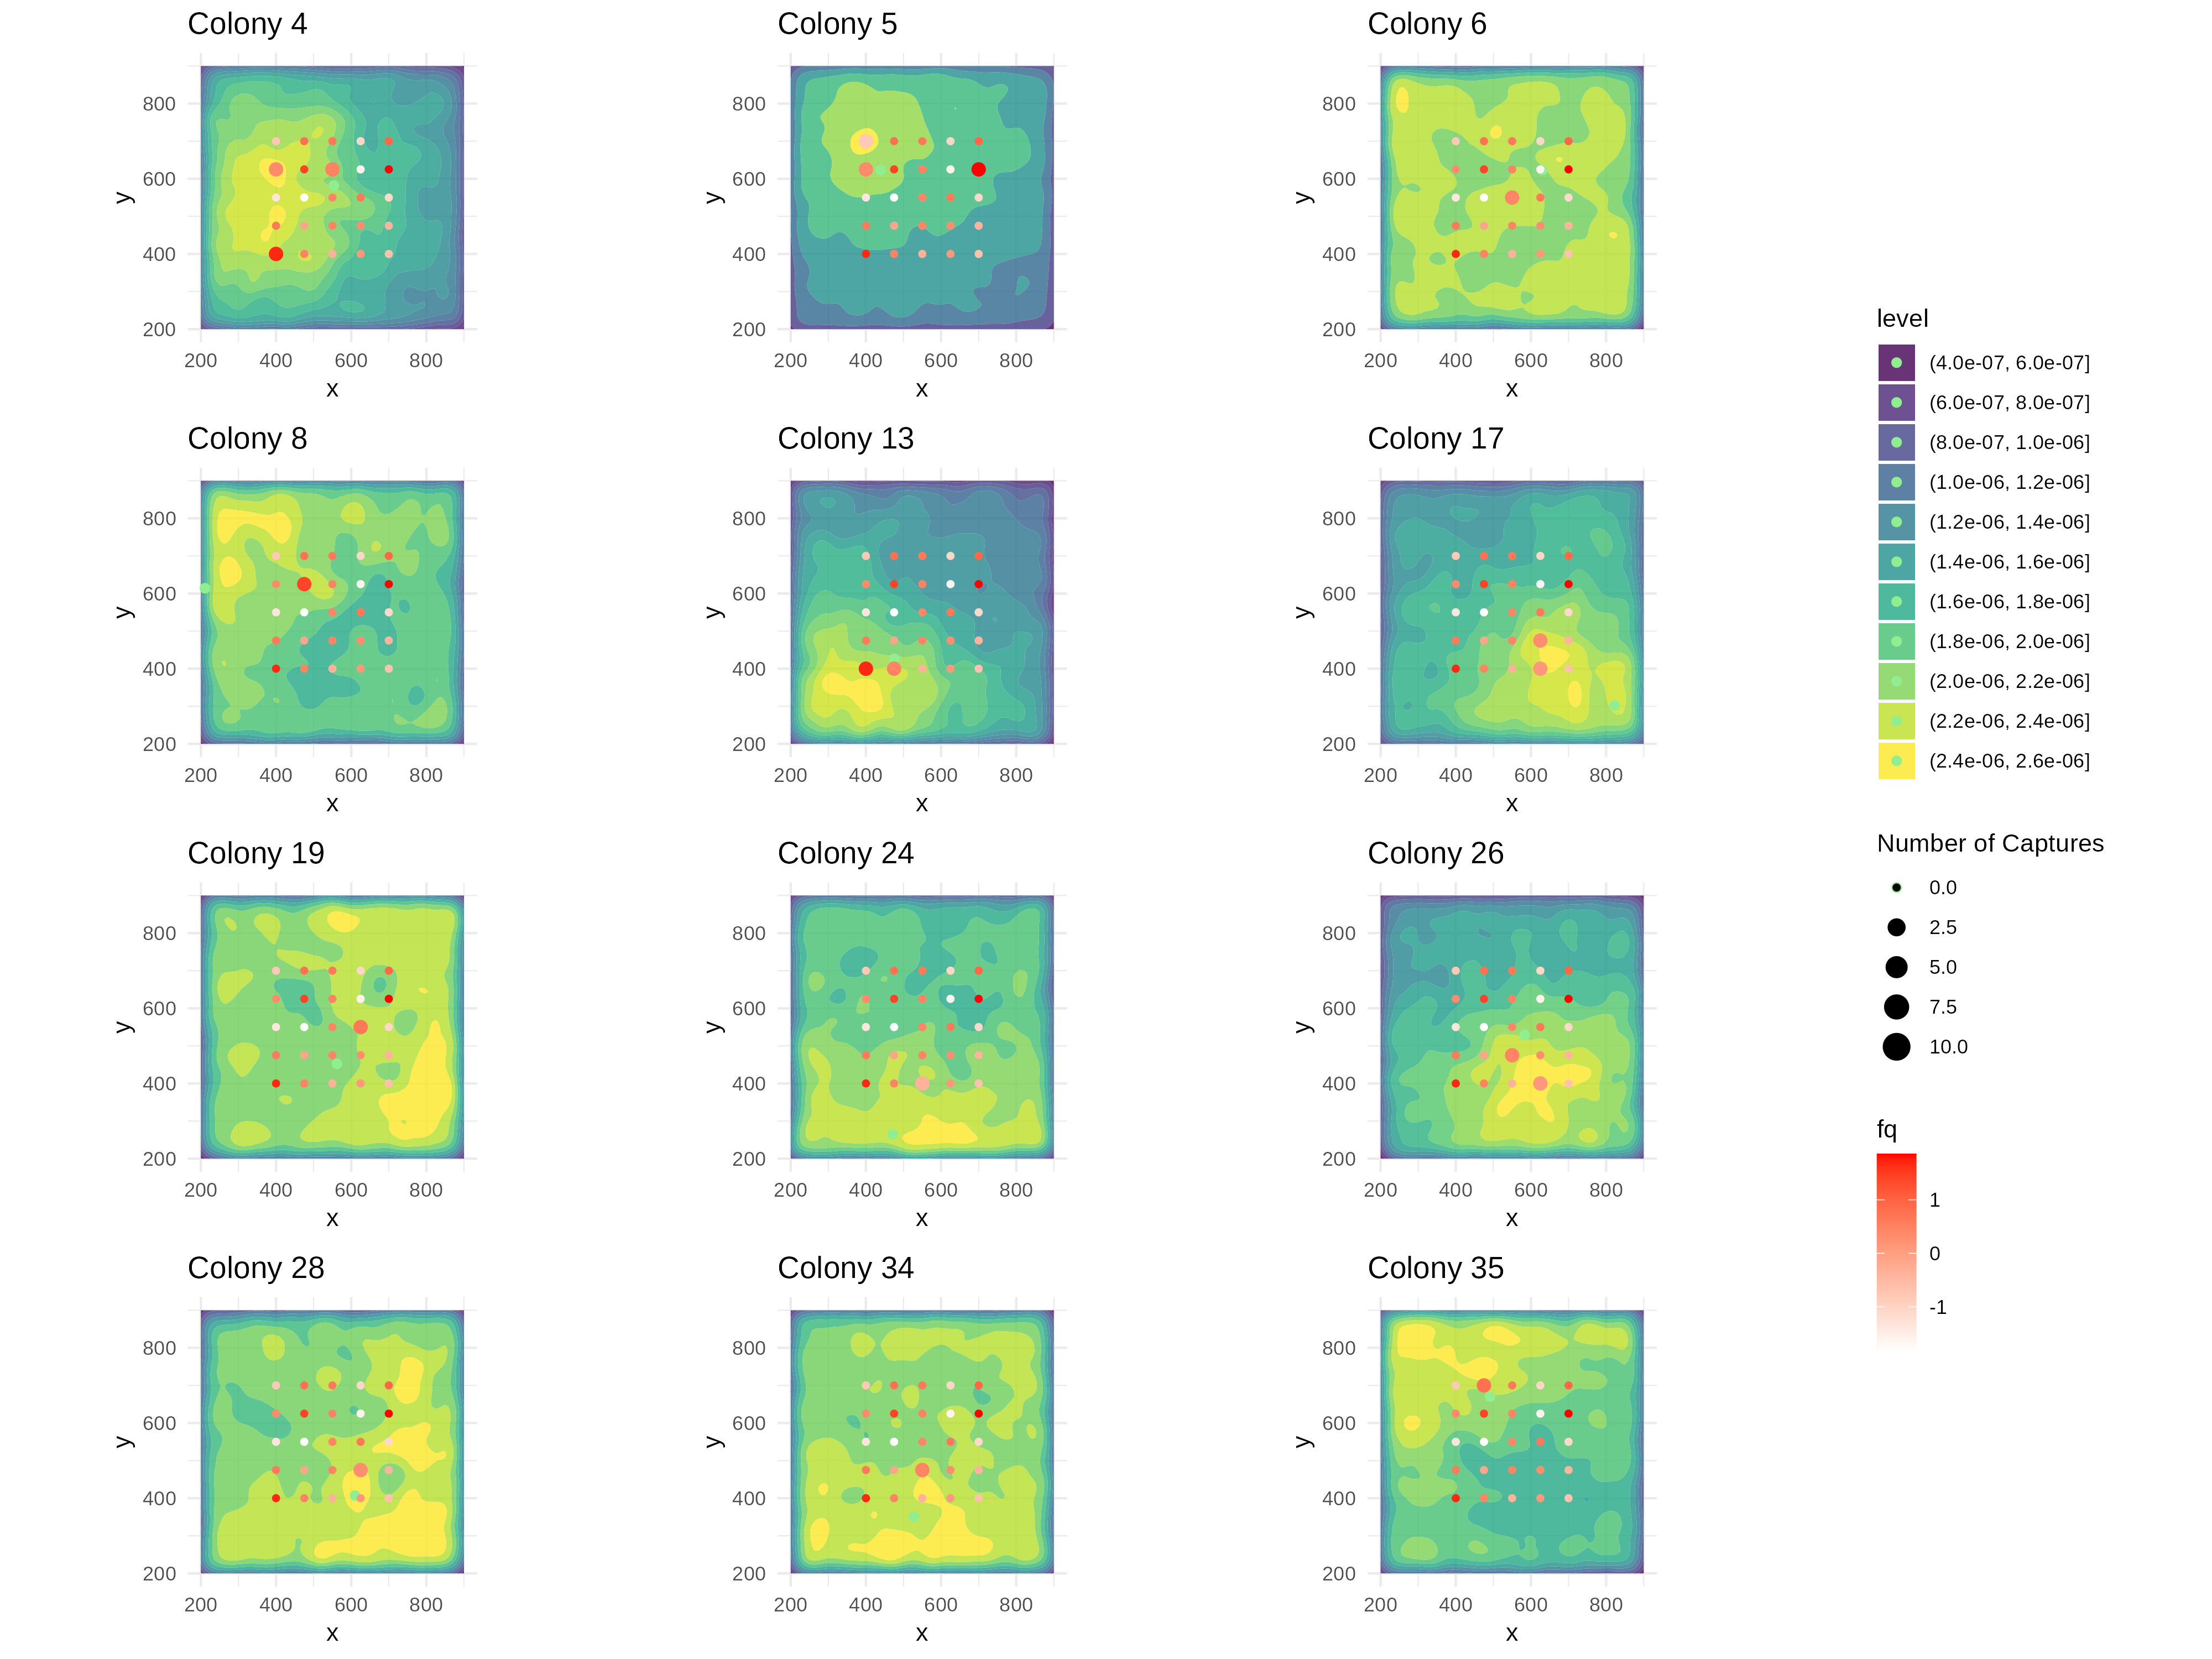 Colony 4
800
600
400
200
y
200 400 600 800
x
Colony 5
800
600
400
200
y
200 400 600 800
x
Colony 6
800
600
400
200
y
200 400 600 800
x
Colony 8
800
600
400
200
y
200 400 600 800
x
Colony 13
800
600
400
200
y
200 400 600 800
x
Colony 17
800
600
400
200
y
200 400 600 800
x
Colony 19
800
600
400
200
y
200 400 600 800
x
Colony 24
800
600
400
200
y
200 400 600 800
x
Colony 26
800
600
400
200
y
200 400 600 800
x
Colony 28
800
600
400
200
y
200 400 600 800
x
Colony 34
800
600
400
200
y
200 400 600 800
x
Colony 35
800
600
400
200
y
200 400 600 800
x
level
(4.0e-07, 6.0e-07]
(6.0e-07, 8.0e-07]
(8.0e-07, 1.0e-06]
(1.0e-06, 1.2e-06]
(1.2e-06, 1.4e-06]
(1.4e-06, 1.6e-06]
(1.6e-06, 1.8e-06]
(1.8e-06, 2.0e-06]
(2.0e-06, 2.2e-06]
(2.2e-06, 2.4e-06]
(2.4e-06, 2.6e-06]
Number of Captures
0.0
2.5
5.0
7.5
10.0
fq
1
0
-1